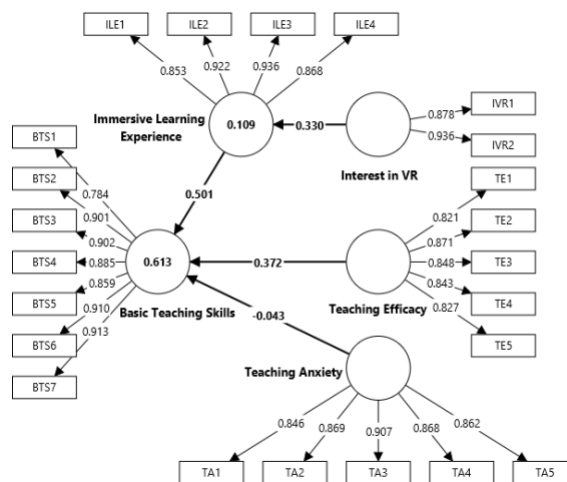 ILE1
ILE2
ILE3
ILE4
0.853
0.922
0.936
0.868
Immersive Learning
Experience
0.109
0.330
Interest in VR
0.878
0.936
IVR1
IVR2
BTS1
BTS2
BTS3
BTS4
BTS5
BTS6
BTS7
0.784
0.901
0.902
0.885
0.859
0.910
0.913
0.501
0.613
Basic Teaching Skills
0.372
-0.043
Teaching Efficacy
0.821
0.871
0.848
0.843
0.827
TE1
TE2
TE3
TE4
TE5
Teaching Anxiety
0.846
0.869
0.907
0.868
0.862
TA1
TA2
TA3
TA4
TA5